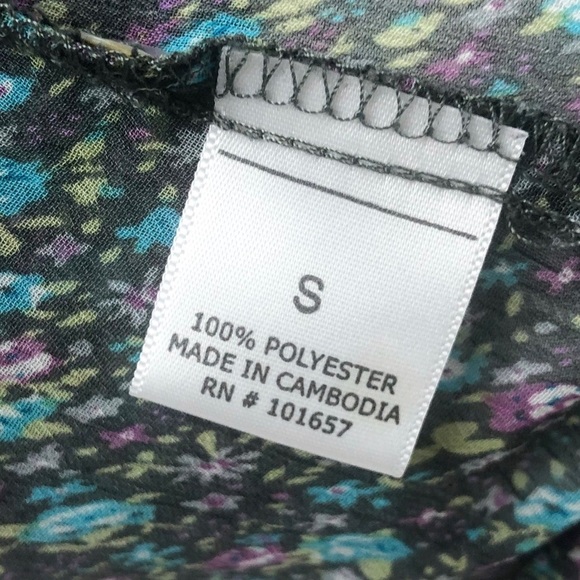 S
100% POLYESTER
MADE IN CAMBODIA
RN # 101657